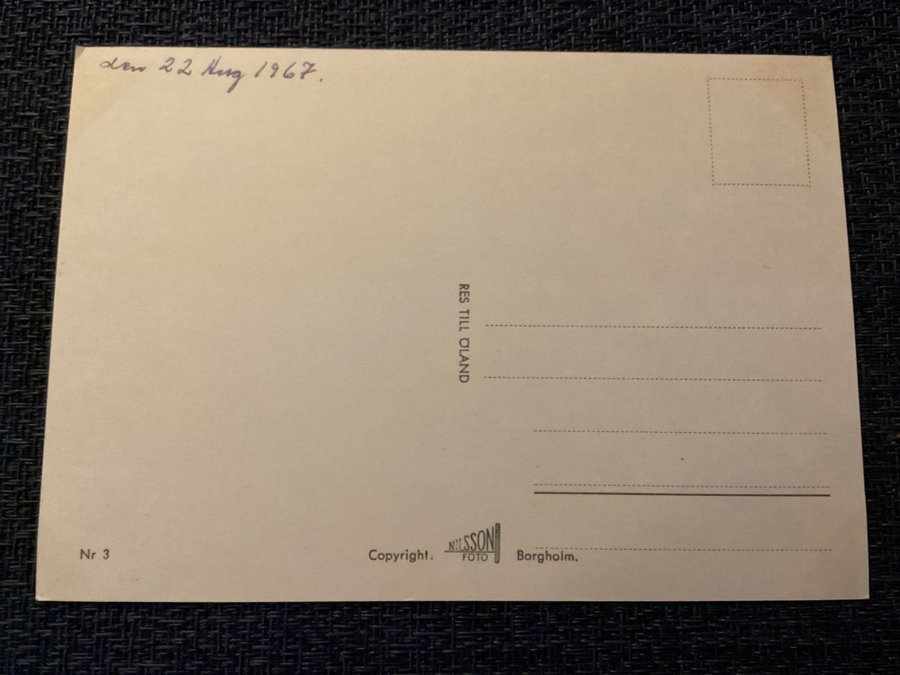 den 22 Aug 1967.
RES TILL ÖLAND
Nr 3
Copyright: NILSSON FOTO Borgholm.